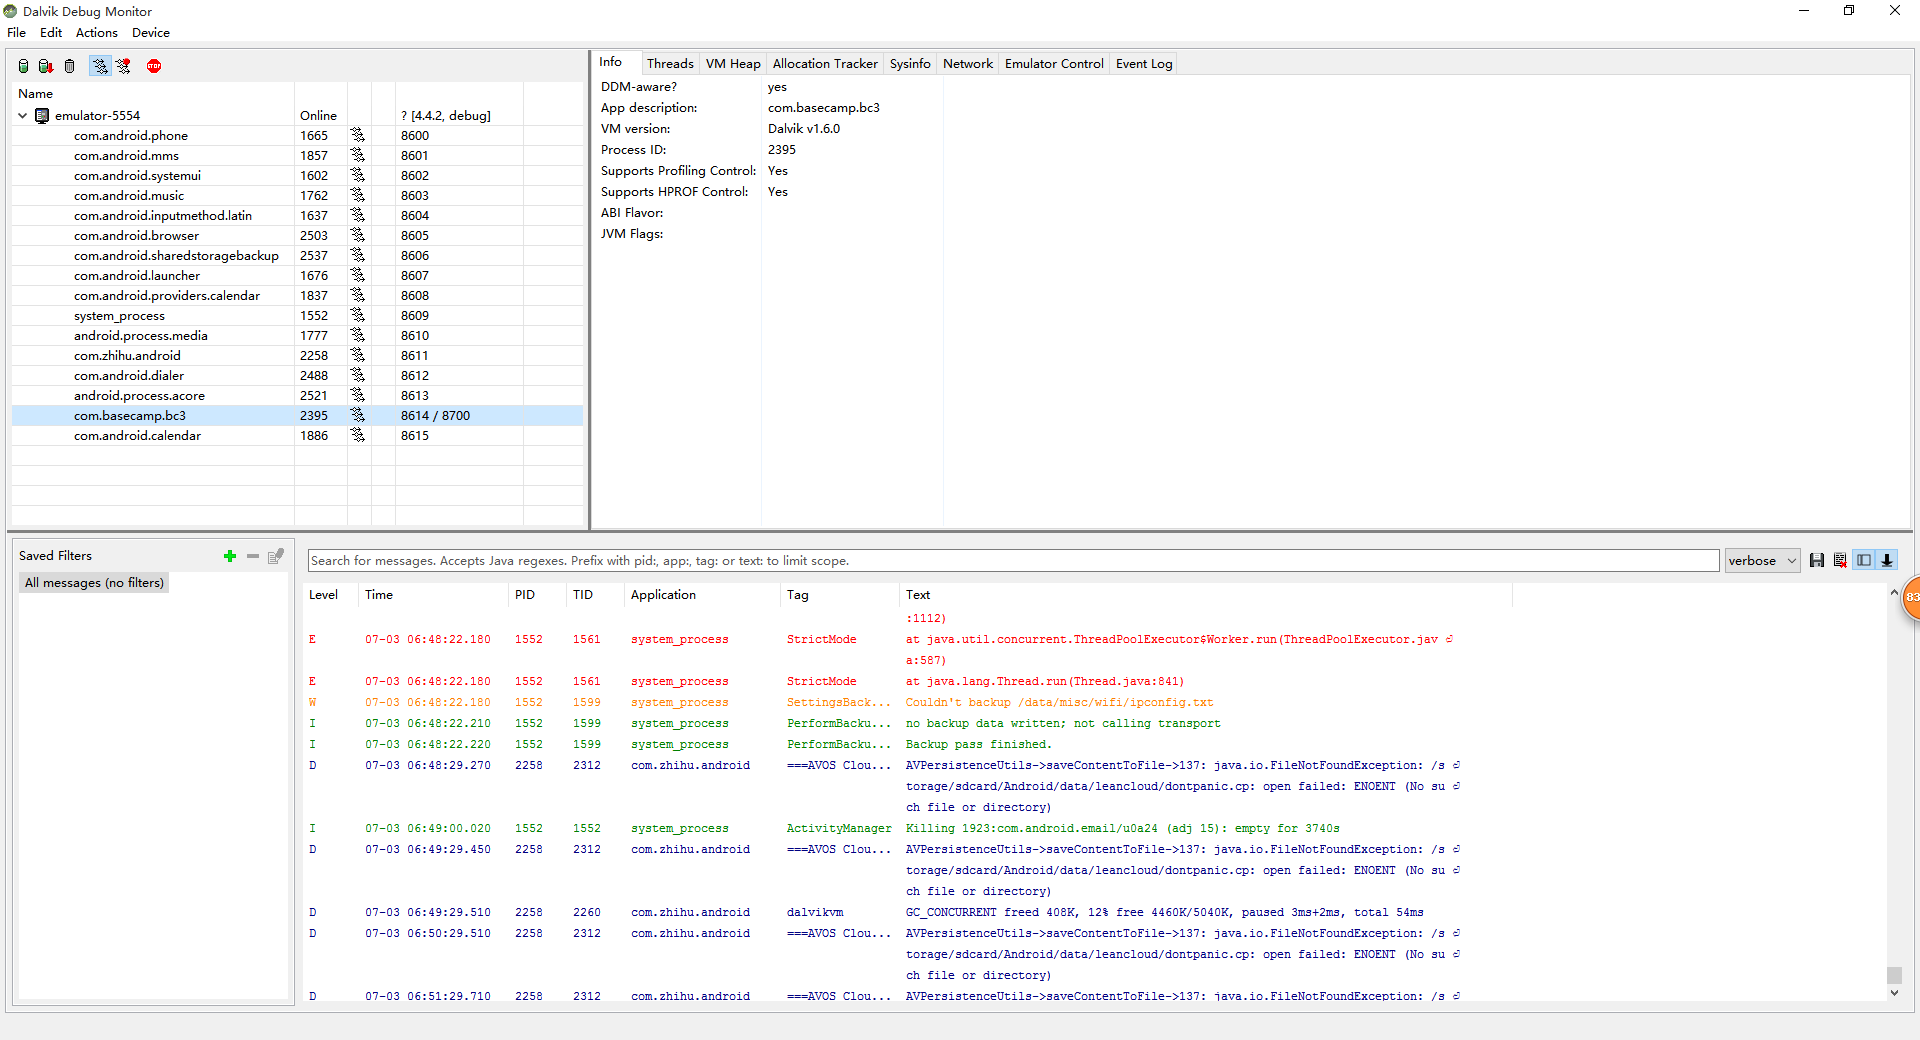 Dalvik Debug Monitor
File Edit Actions Device
Name
emulator-5554 Online ? [4.4.2, debug]
com.android.phone 1665 8600
com.android.mms 1857 8601
com.android.systemui 1602 8602
com.android.music 1762 8603
com.android.inputmethod.latin 1637 8604
com.android.browser 2503 8605
com.android.sharedstoragebackup 2537 8606
com.android.launcher 1676 8607
com.android.providers.calendar 1837 8608
system_process 1552 8609
android.process.media 1777 8610
com.zhihu.android 2258 8611
com.android.dialer 2488 8612
android.process.acore 2521 8613
com.basecamp.bc3 2395 8614 / 8700
com.android.calendar 1886 8615
Info Threads VM Heap Allocation Tracker Sysinfo Network Emulator Control Event Log
DDM-aware? yes
App description: com.basecamp.bc3
VM version: Dalvik v1.6.0
Process ID: 2395
Supports Profiling Control: Yes
Supports HPROF Control: Yes
ABI Flavor:
JVM Flags:
Saved Filters
All messages (no filters)
Search for messages. Accepts Java regexes. Prefix with pid:, app:, tag: or text: to limit scope.
verbose
Level Time PID TID Application Tag Text
:1112)
E 07-03 06:48:22.180 1552 1561 system_process StrictMode at java.util.concurrent.ThreadPoolExecutor$Worker.run(ThreadPoolExecutor.jav
a:587)
E 07-03 06:48:22.180 1552 1561 system_process StrictMode at java.lang.Thread.run(Thread.java:841)
W 07-03 06:48:22.180 1552 1599 system_process SettingsBack... Couldn't backup /data/misc/wifi/ipconfig.txt
I 07-03 06:48:22.210 1552 1599 system_process PerformBacku... no backup data written; not calling transport
I 07-03 06:48:22.220 1552 1599 system_process PerformBacku... Backup pass finished.
D 07-03 06:48:29.270 2258 2312 com.zhihu.android ===AVOS Clou... AVPersistenceUtils->saveContentToFile->137: java.io.FileNotFoundException: /s
torage/sdcard/Android/data/leancloud/dontpanic.cp: open failed: ENOENT (No su
ch file or directory)
I 07-03 06:49:00.020 1552 1552 system_process ActivityManager Killing 1923:com.android.email/u0a24 (adj 15): empty for 3740s
D 07-03 06:49:29.450 2258 2312 com.zhihu.android ===AVOS Clou... AVPersistenceUtils->saveContentToFile->137: java.io.FileNotFoundException: /s
torage/sdcard/Android/data/leancloud/dontpanic.cp: open failed: ENOENT (No su
ch file or directory)
D 07-03 06:49:29.510 2258 2260 com.zhihu.android dalvikvm GC_CONCURRENT freed 408K, 12% free 4460K/5040K, paused 3ms+2ms, total 54ms
D 07-03 06:50:29.510 2258 2312 com.zhihu.android ===AVOS Clou... AVPersistenceUtils->saveContentToFile->137: java.io.FileNotFoundException: /s
torage/sdcard/Android/data/leancloud/dontpanic.cp: open failed: ENOENT (No su
ch file or directory)
D 07-03 06:51:29.710 2258 2312 com.zhihu.android ===AVOS Clou... AVPersistenceUtils->saveContentToFile->137: java.io.FileNotFoundException: /s
STOP
83